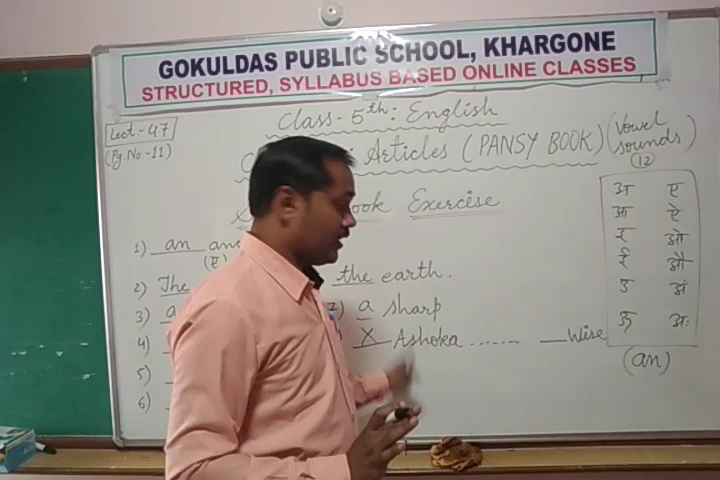 GOKULDAS PUBLIC SCHOOL, KHARGONE
STRUCTURED, SYLLABUS BASED ONLINE CLASSES
Class-5th: English
Lect.-47
(Pg No-11)
Articles (PANSY BOOK)
(Vowel sounds)
(12)
Exercise
1) an
(ए)
2) The the earth.
3) a
7) a sharp
4) X Ashoka ...... __ Wise
5)
6)
अ ए
आ ऐ
इ ओ
ई औ
उ अं
ऊ अः
(an)